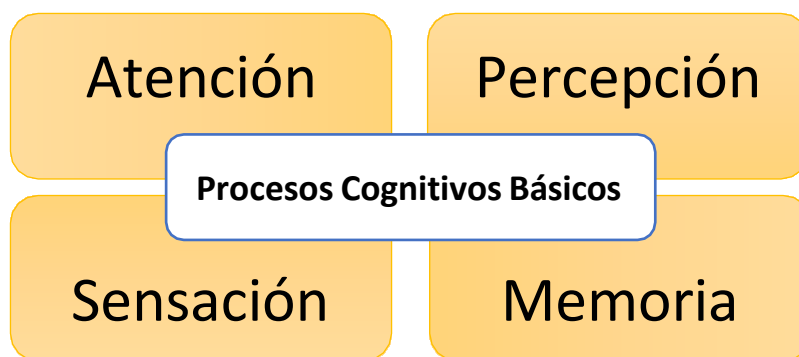 Atención
Percepción
Procesos Cognitivos Básicos
Sensación
Memoria